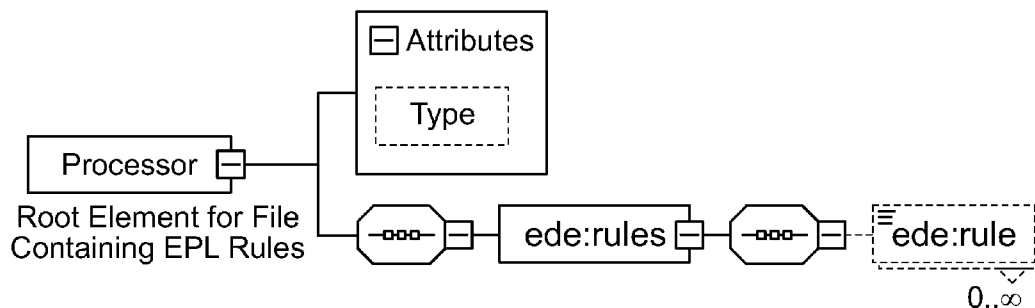 Attributes
Type
Processor
Root Element for File
Containing EPL Rules
ede:rules
ede:rule
0..∞